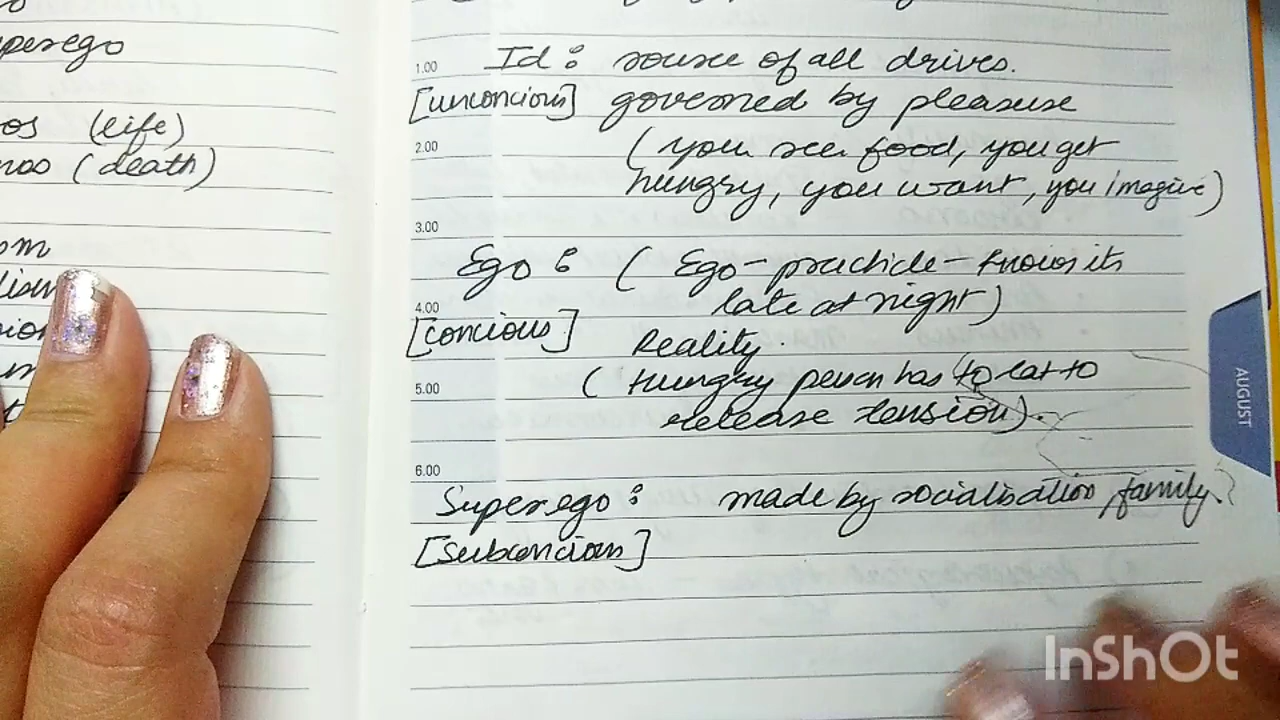 perego
os (life)
nos (death)
1.00 Id : source of all drives.
[unconcious] governed by pleasure
2.00 (you see food, you get
hungry, you want, you imagine)
3.00
Ego : ( Ego - practicle - knows its
4.00 late at night)
[concious] Reality.
5.00 ( Hungry person has to eat to
release tension).
6.00
Superego : made by socialisation, family.
[subconcious]
AUGUST
InShOt